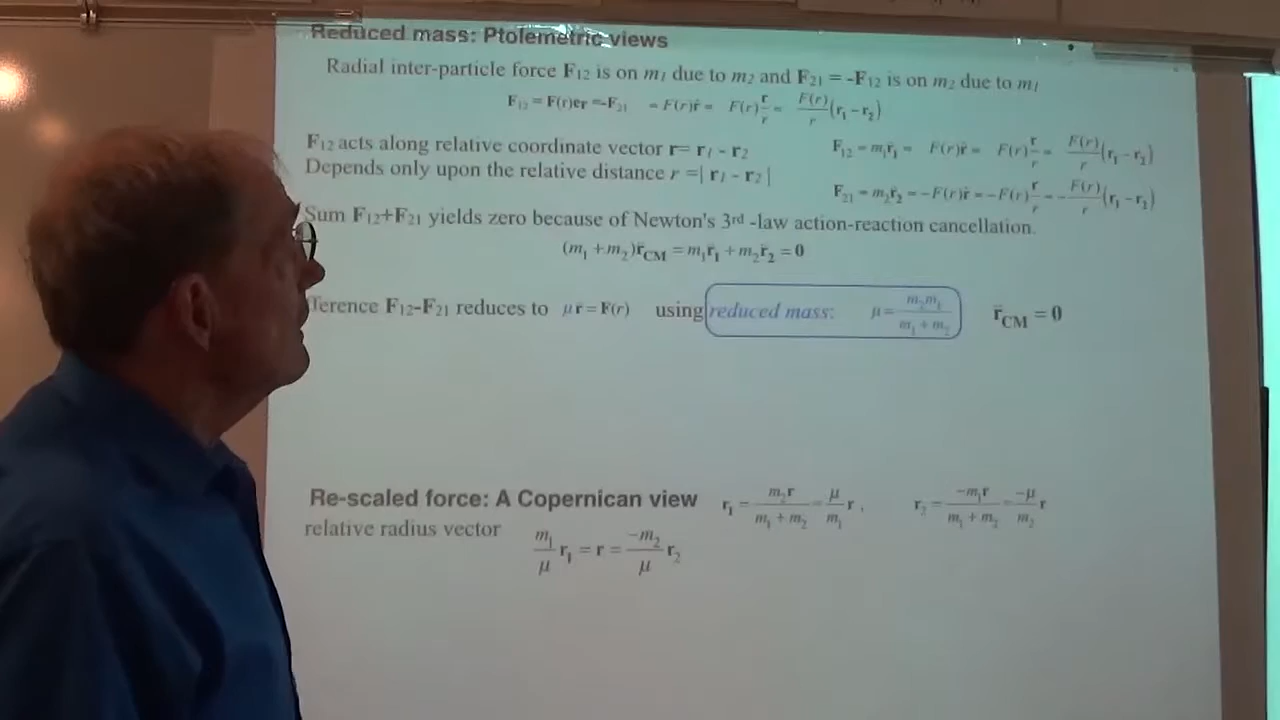 Reduced mass: Ptolemetric views
Radial inter-particle force F₁₂ is on m₁ due to m₂ and F₂₁ = -F₁₂ is on m₂ due to m₁
F₁₂ = F(r)eᵣ = -F₂₁ = F(r)r̂ = F(r) r/r = F(r)/r (r₁ - r₂)
F₁₂ acts along relative coordinate vector r = r₁ - r₂
F₁₂ = m₁r̈₁ = F(r)r̂ = F(r) r/r = F(r)/r (r₁ - r₂)
Depends only upon the relative distance r =| r₁ - r₂ |
F₂₁ = m₂r̈₂ = -F(r)r̂ = -F(r) r/r = - F(r)/r (r₁ - r₂)
Sum F₁₂+F₂₁ yields zero because of Newton's 3rd -law action-reaction cancellation.
(m₁ + m₂)r̈CM = m₁r̈₁ + m₂r̈₂ = 0
ference F₁₂-F₂₁ reduces to μr̈ = F(r) using reduced mass: μ = m₂m₁/(m₁ + m₂) r̈CM = 0
Re-scaled force: A Copernican view r₁ = m₂r/(m₁ + m₂) = μ/m₁ r , r₂ = -m₁r/(m₁ + m₂) = -μ/m₂ r
relative radius vector m₁/μ r₁ = r = -m₂/μ r₂